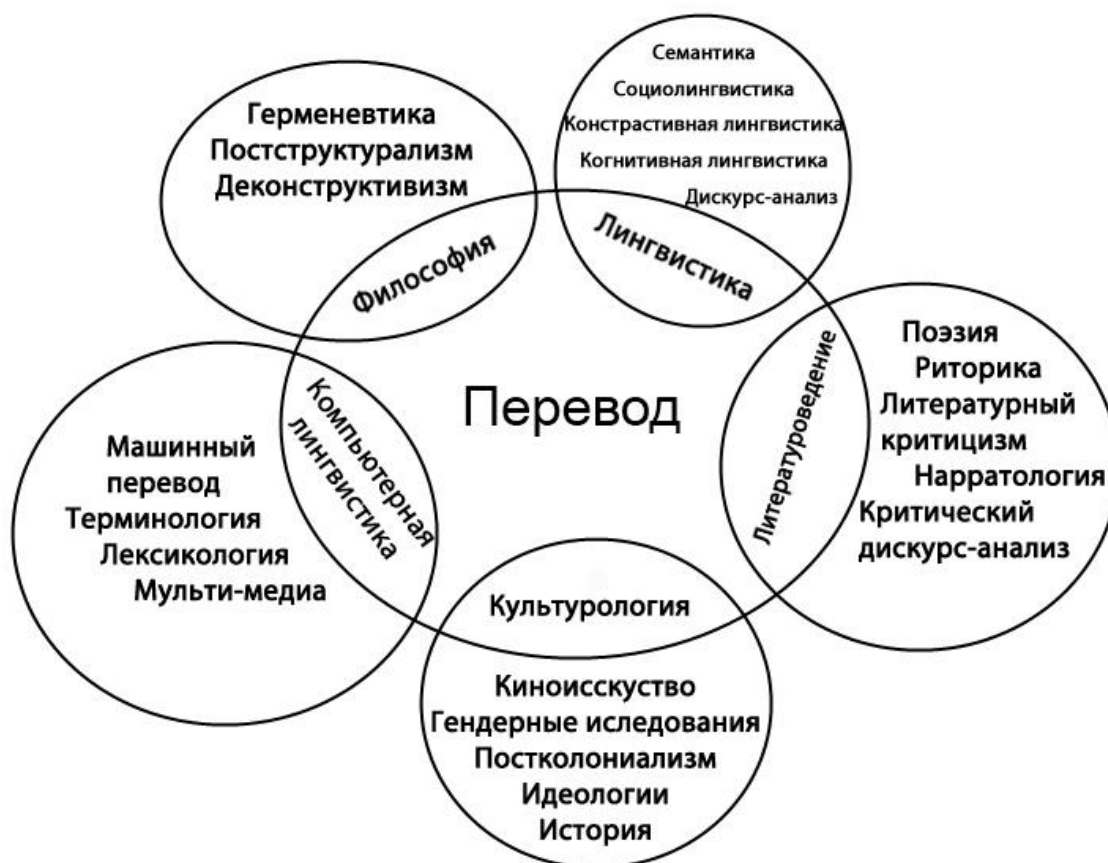 Семантика
Социолингвистика
Констрастивная лингвистика
Когнитивная лингвистика
Дискурс-анализ
Лингвистика
Герменевтика
Постструктурализм
Деконструктивизм
Философия
Перевод
Поэзия
Риторика
Литературный
критицизм
Нарратология
Критический
дискурс-анализ
Литературоведение
Компьютерная
лингвистика
Машинный
перевод
Терминология
Лексикология
Мульти-медиа
Культурология
Киноисскуство
Гендерные иследования
Постколониализм
Идеологии
История